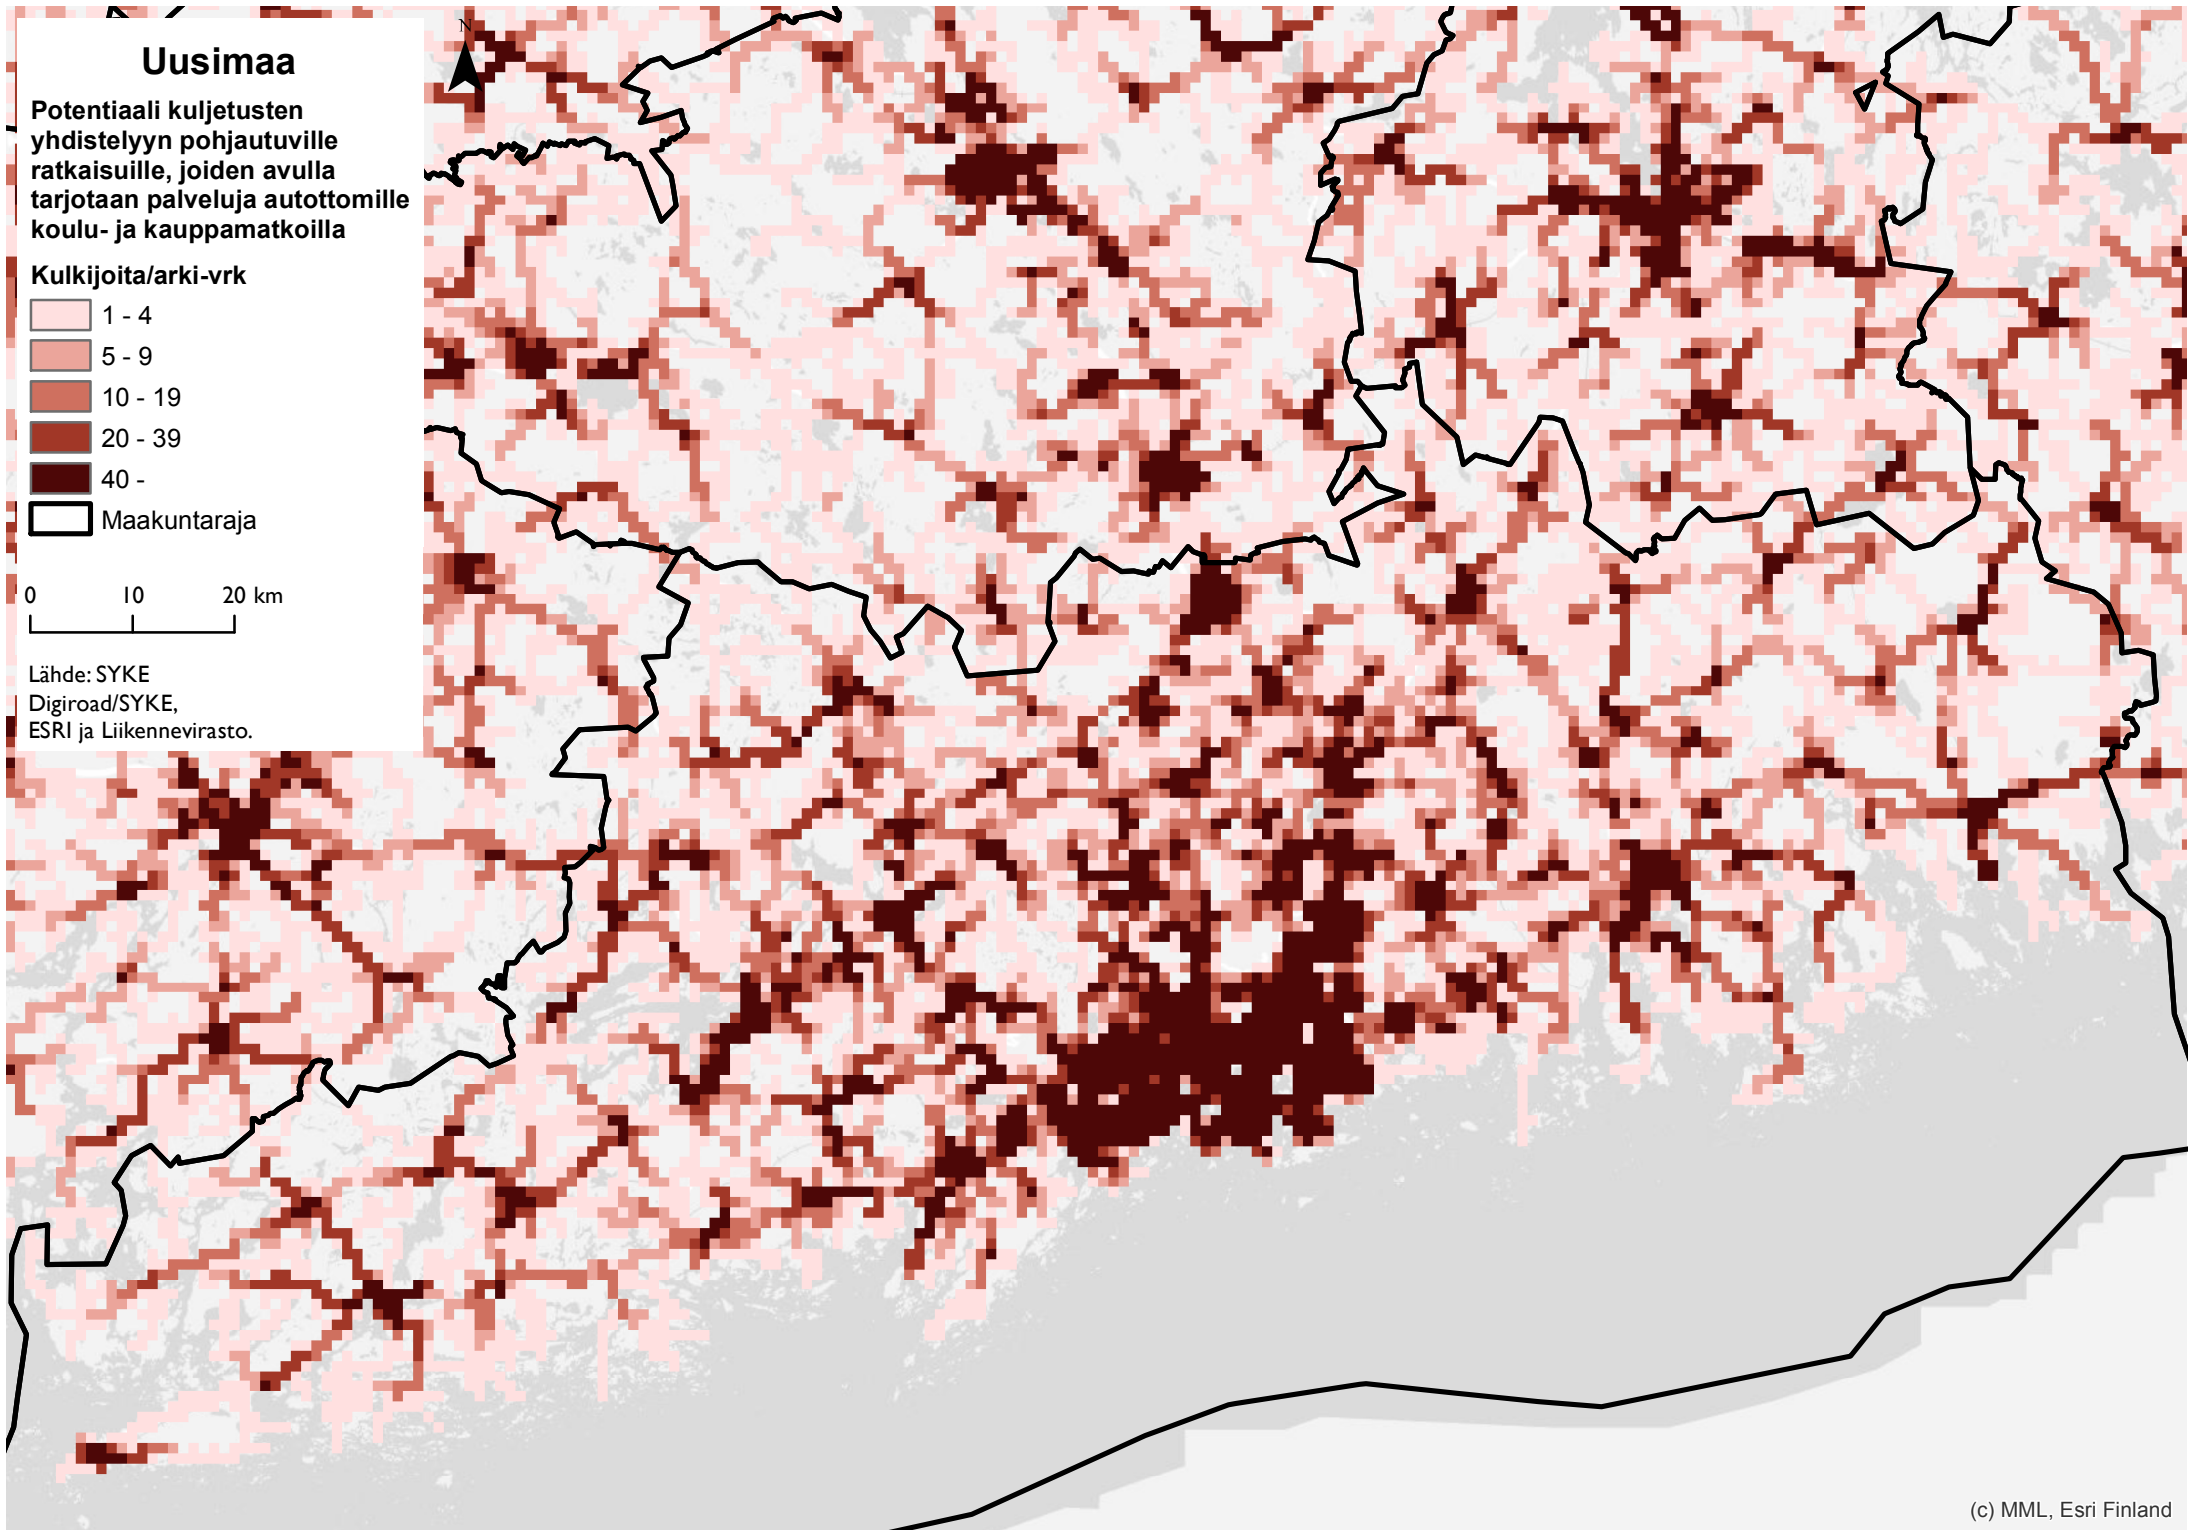 Uusimaa
N
Potentiaali kuljetusten
yhdistelyyn pohjautuville
ratkaisuille, joiden avulla
tarjotaan palveluja autottomille
koulu- ja kauppamatkoilla
Kulkijoita/arki-vrk
1 - 4
5 - 9
10 - 19
20 - 39
40 -
Maakuntaraja
0 10 20 km
Lähde: SYKE
Digiroad/SYKE,
ESRI ja Liikennevirasto.
(c) MML, Esri Finland